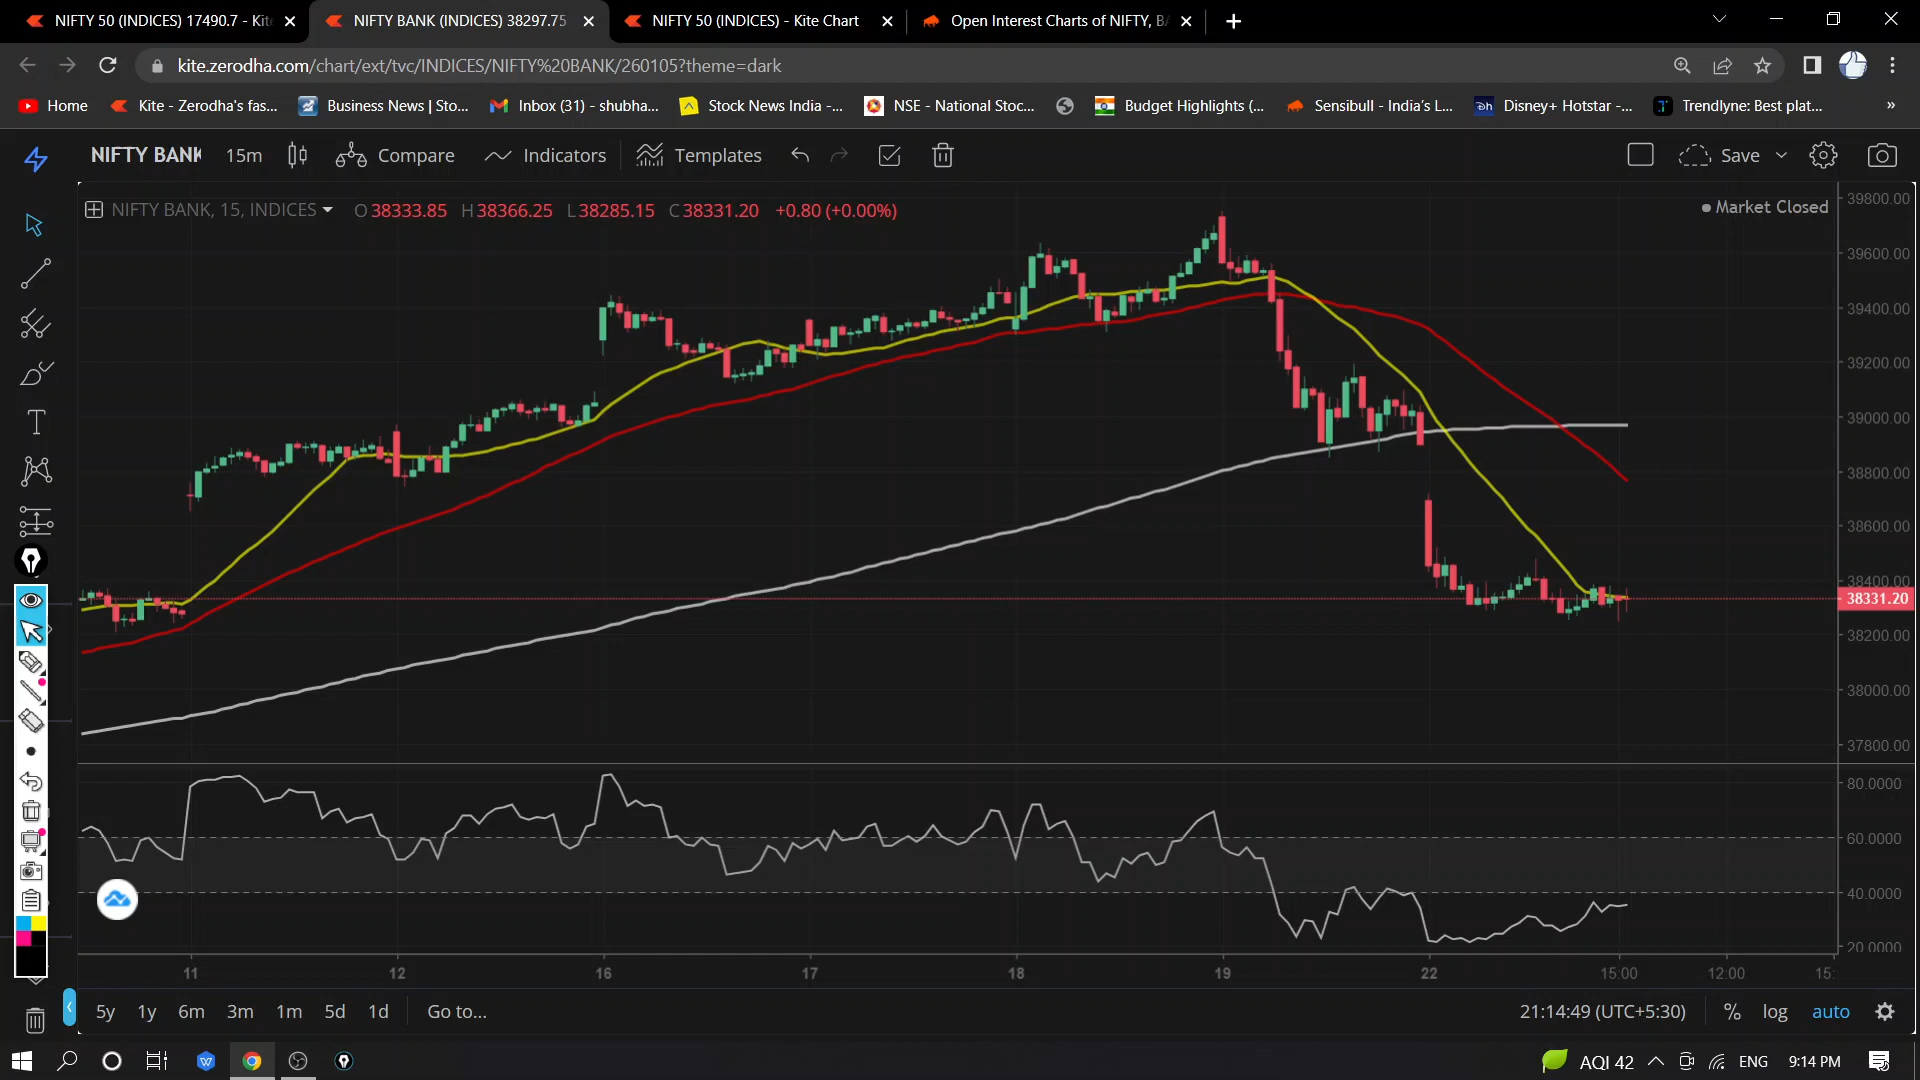 NIFTY 50 (INDICES) 17490.7 - Kite
NIFTY BANK (INDICES) 38297.75
NIFTY 50 (INDICES) - Kite Chart
Open Interest Charts of NIFTY, BA
kite.zerodha.com/chart/ext/tvc/INDICES/NIFTY%20BANK/260105?theme=dark
Home
Kite - Zerodha's fas...
Business News | Sto...
Inbox (31) - shubha...
Stock News India -...
NSE - National Stoc...
Budget Highlights (...
Sensibull - India's L...
Disney+ Hotstar -...
Trendlyne: Best plat...
»
NIFTY BANK
15m
Compare
Indicators
Templates
Save
NIFTY BANK, 15, INDICES
O 38333.85 H 38366.25 L 38285.15 C 38331.20 +0.80 (+0.00%)
Market Closed
39800.00
39600.00
39400.00
39200.00
39000.00
38800.00
38600.00
38400.00
38331.20
38200.00
38000.00
37800.00
80.0000
60.0000
40.0000
20.0000
11 12 16 17 18 19 22 15:00 12:00 15:
5y 1y 6m 3m 1m 5d 1d Go to...
21:14:49 (UTC+5:30) % log auto
AQI 42 ENG 9:14 PM